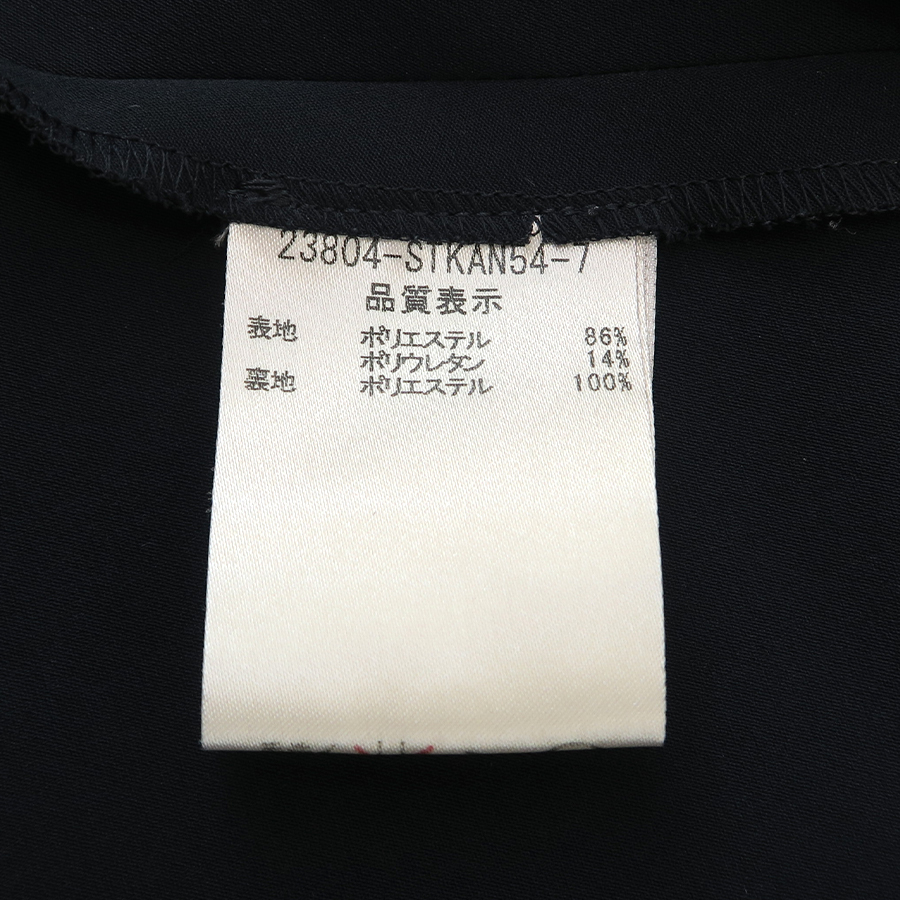 23804-STKAN54-7
品質表示
表地 ポリエステル 86%
ポリウレタン 14%
裏地 ポリエステル 100%